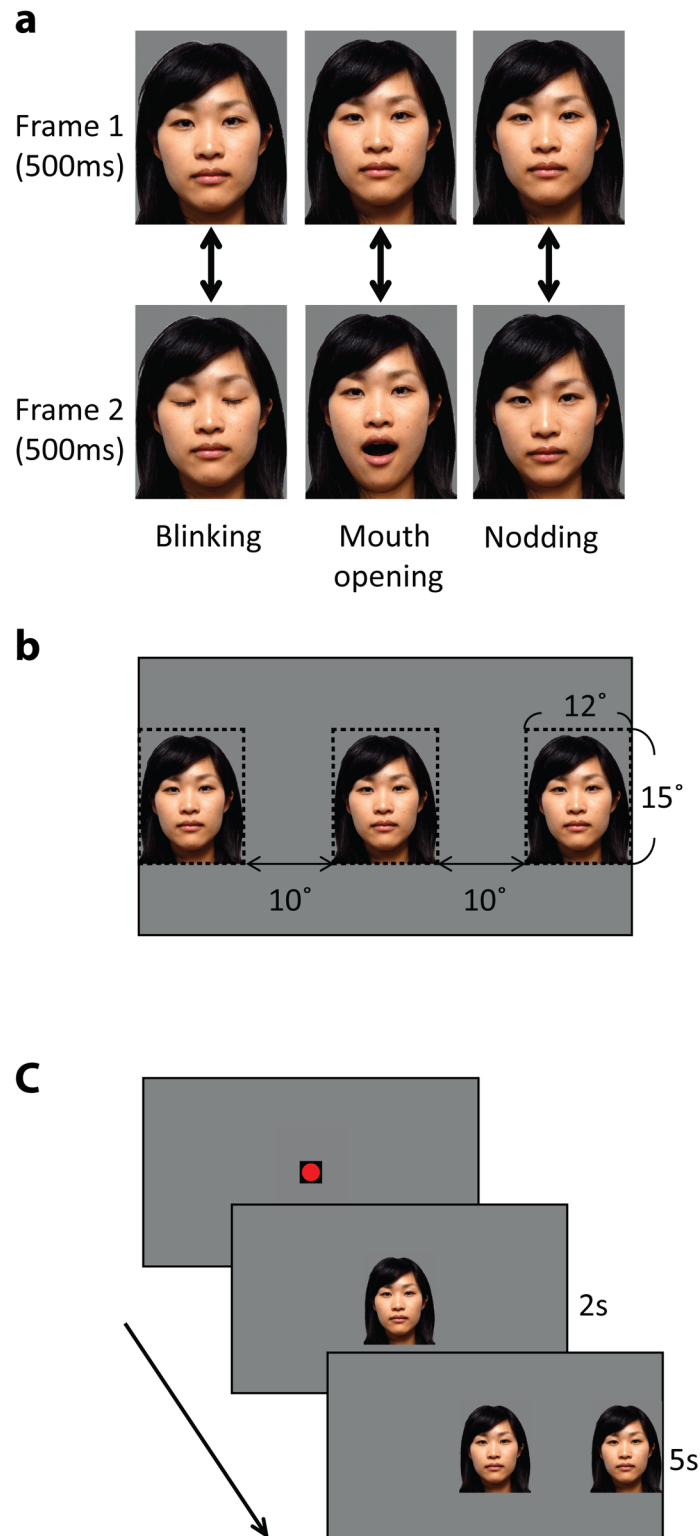 a
Frame 1
(500ms)
Frame 2
(500ms)
Blinking
Mouth
opening
Nodding
b
12˚
15˚
10˚
10˚
C
2s
5s